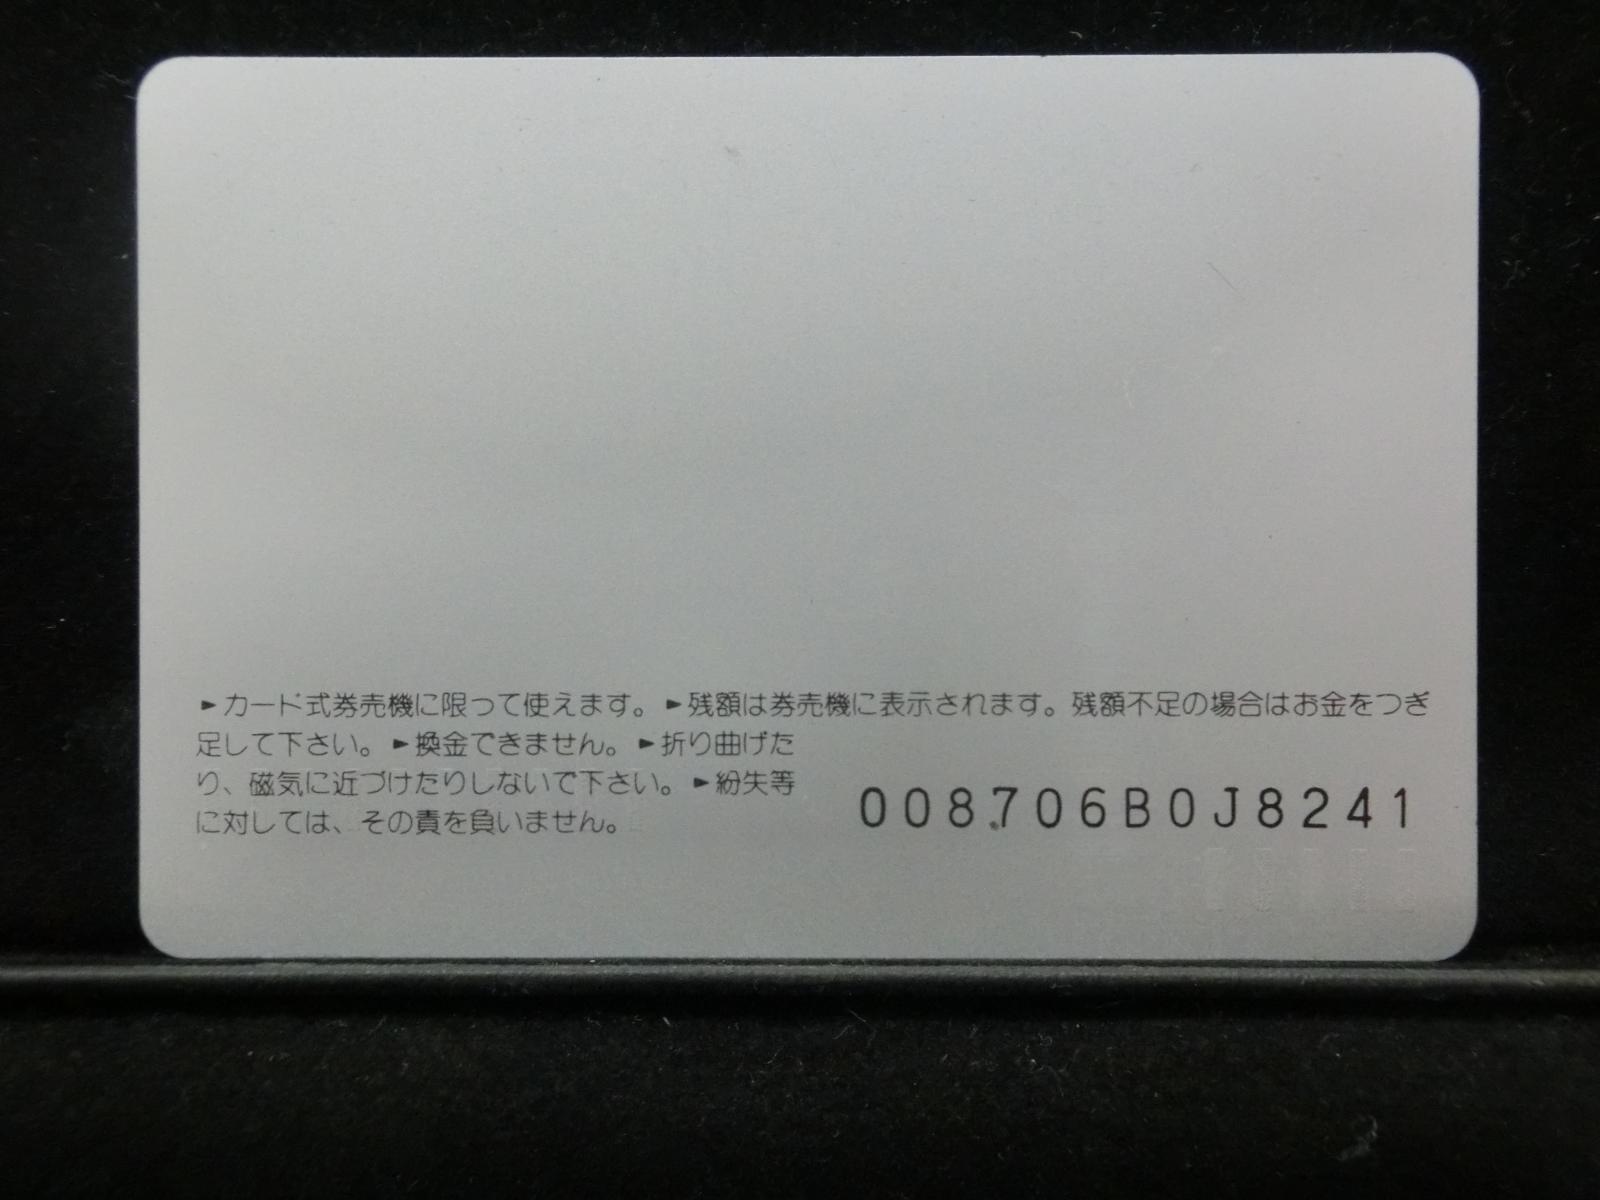 ►カード式券売機に限って使えます。►残額は券売機に表示されます。残額不足の場合はお金をつぎ
足して下さい。►換金できません。►折り曲げた
り、磁気に近づけたりしないで下さい。►紛失等
に対しては、その責を負いません。
008706B0J8241